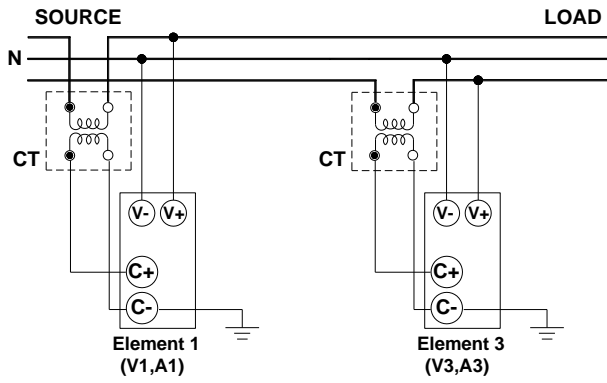 SOURCE LOAD
N
CT CT
V- V+ V- V+
C+ C+
C- C-
Element 1 Element 3
(V1,A1) (V3,A3)